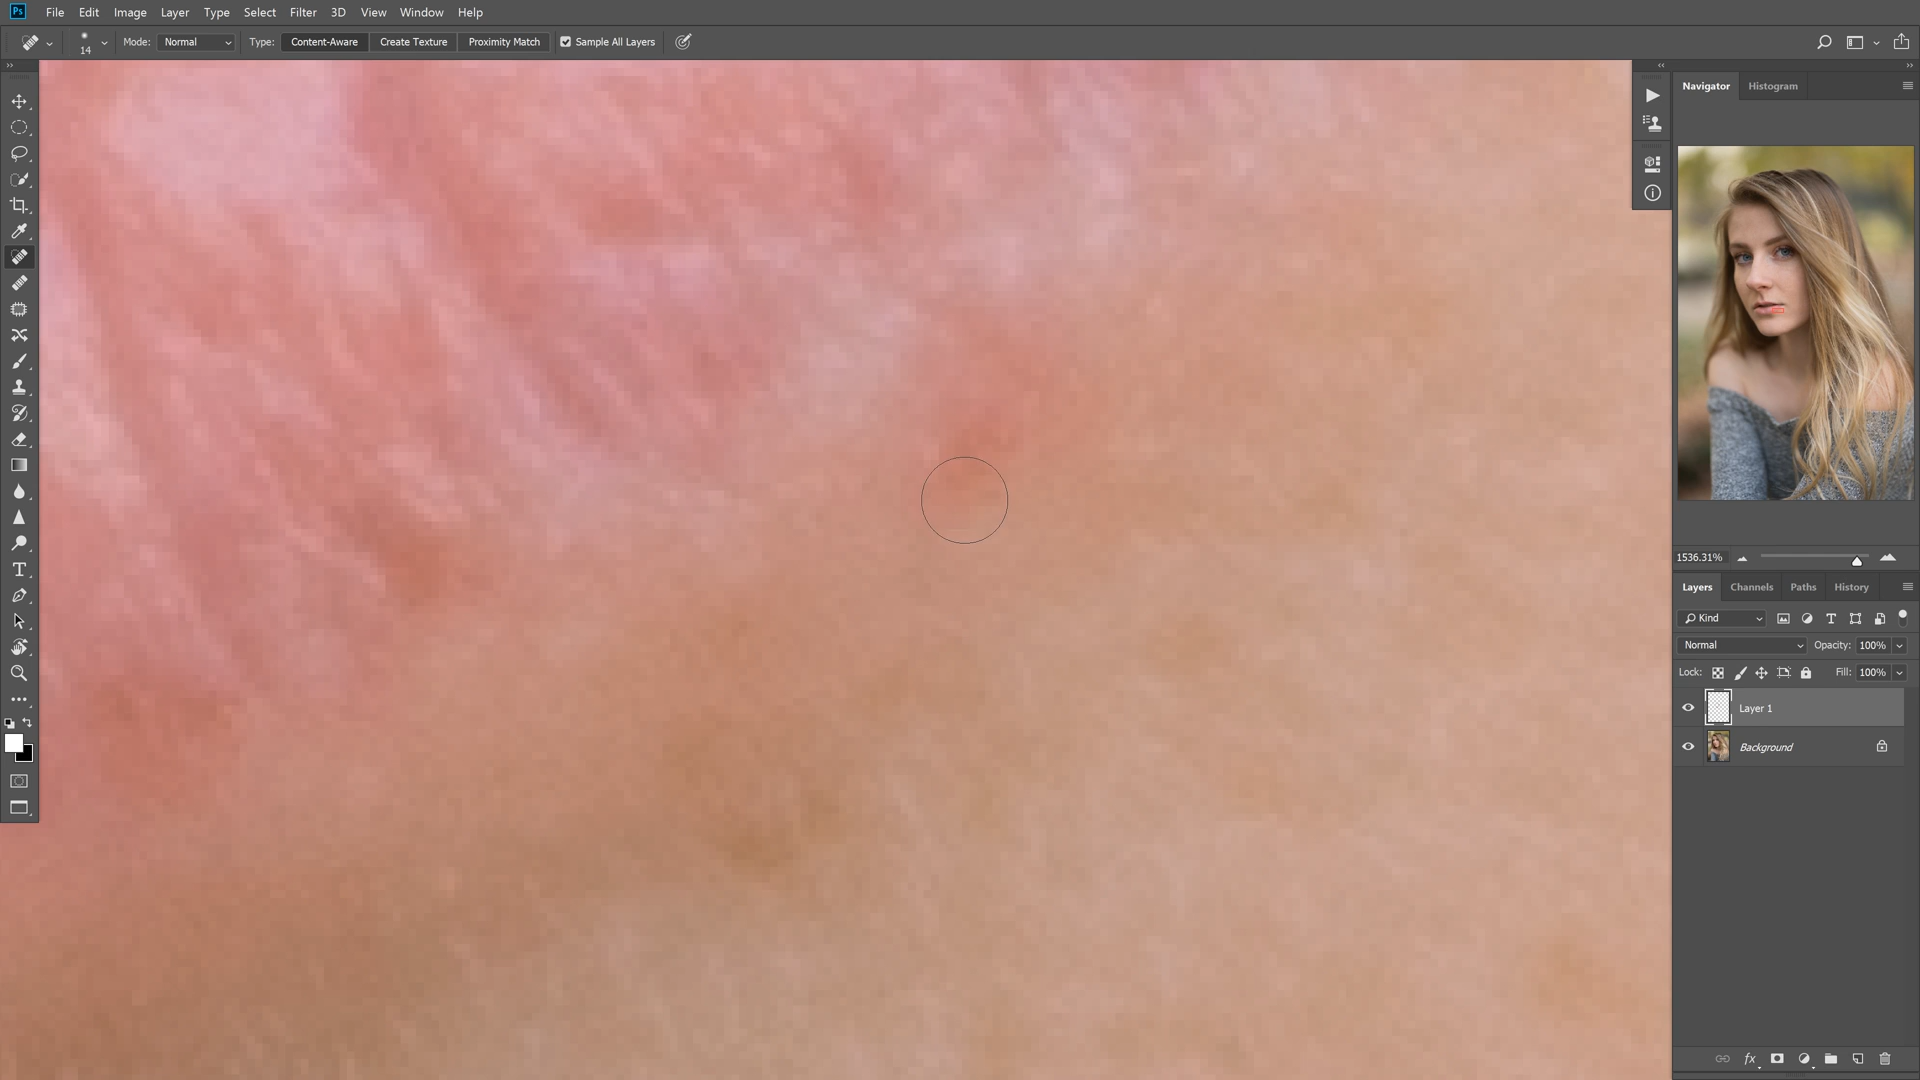 Ps File Edit Image Layer Type Select Filter 3D View Window Help
14 Mode: Normal Type: Content-Aware Create Texture Proximity Match Sample All Layers
Navigator Histogram
1536.31%
Layers Channels Paths History
Kind
Normal Opacity: 100%
Lock: Fill: 100%
Layer 1
Background
fx